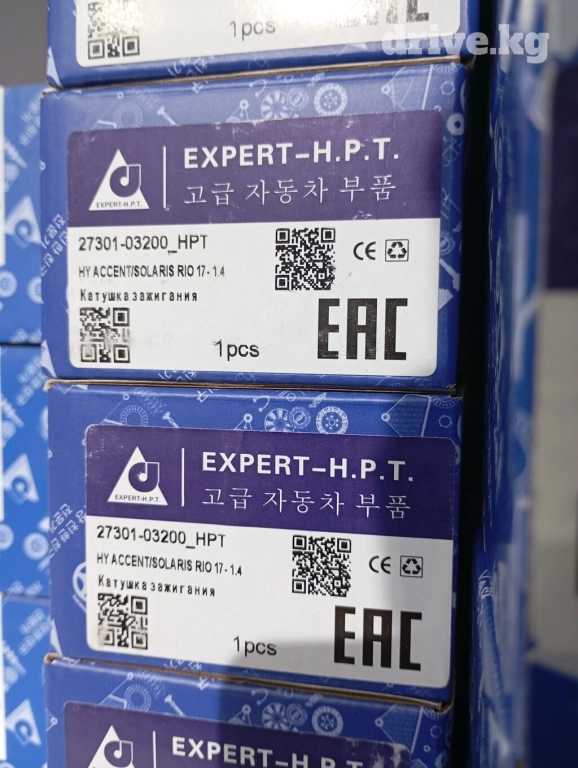 1pcs
EAC
drive.kg
EXPERT-H.P.T.
EXPERT-H.P.T.
고급 자동차 부품
27301-03200_HPT
HY ACCENT/SOLARIS RIO 17- 1.4
Катушка зажигания
CE
1pcs
EAC
EXPERT-H.P.T.
EXPERT-H.P.T.
고급 자동차 부품
27301-03200_HPT
HY ACCENT/SOLARIS RIO 17- 1.4
Катушка зажигания
CE
1pcs
EAC
EXPERT-H.P.T.